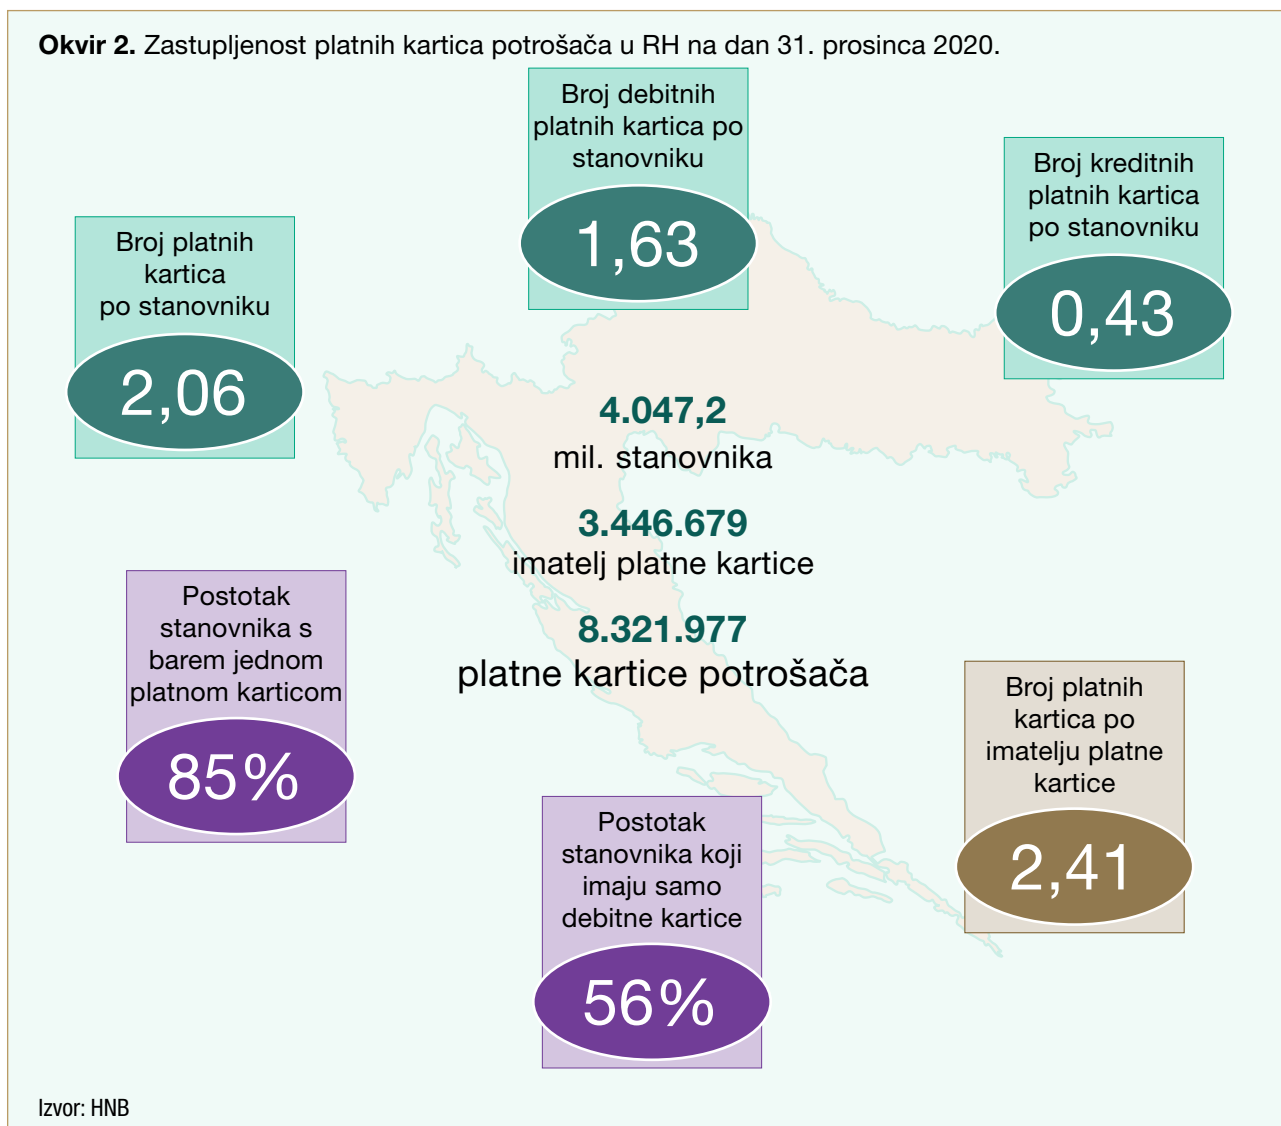 Okvir 2. Zastupljenost platnih kartica potrošača u RH na dan 31. prosinca 2020.
Broj debitnih
platnih kartica po
stanovniku
1,63
Broj kreditnih
platnih kartica
po stanovniku
0,43
Broj platnih
kartica
po stanovniku
2,06
4.047,2
mil. stanovnika
3.446.679
imatelj platne kartice
8.321.977
platne kartice potrošača
Postotak
stanovnika s
barem jednom
platnom karticom
85%
Broj platnih
kartica po
imatelju platne
kartice
2,41
Postotak
stanovnika koji
imaju samo
debitne kartice
56%
Izvor: HNB